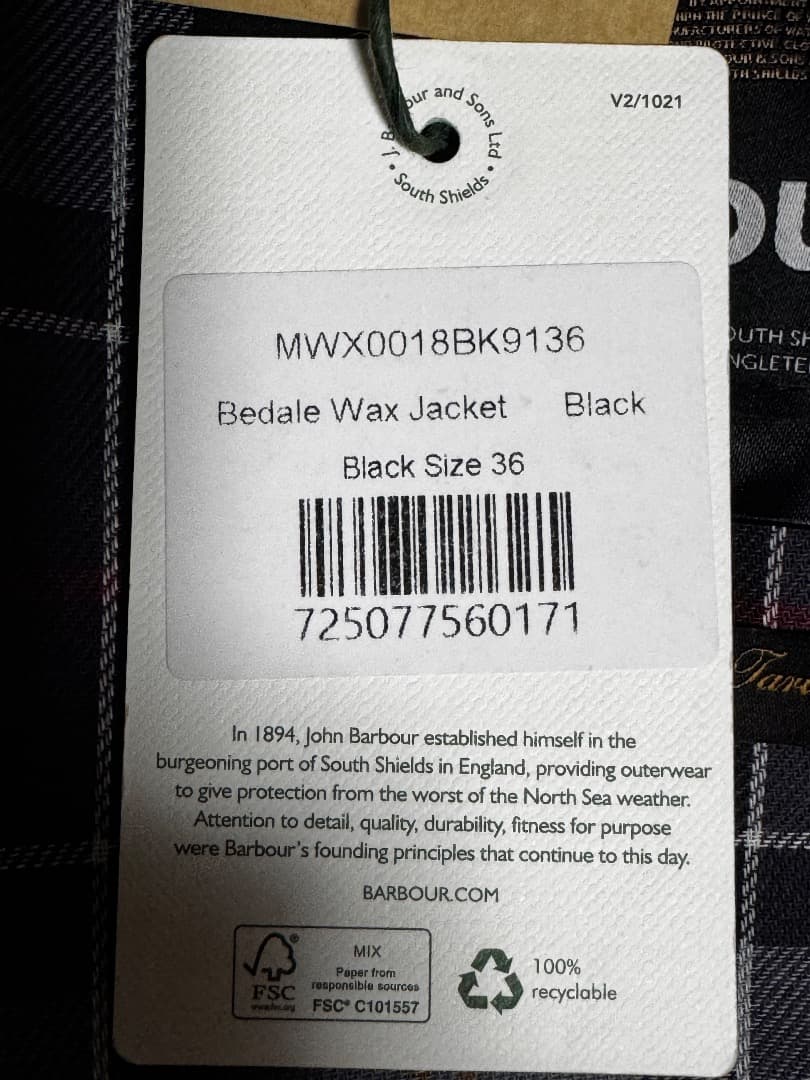 V2/1021
our and Sons Ltd • South Shields • J. B
MWX0018BK9136
Bedale Wax Jacket Black
Black Size 36
725077560171
In 1894, John Barbour established himself in the
burgeoning port of South Shields in England, providing outerwear
to give protection from the worst of the North Sea weather.
Attention to detail, quality, durability, fitness for purpose
were Barbour's founding principles that continue to this day.
BARBOUR.COM
FSC
www.fsc.org
MIX
Paper from
responsible sources
FSC® C101557
100%
recyclable
OUTH SH
NGLETE
Tar